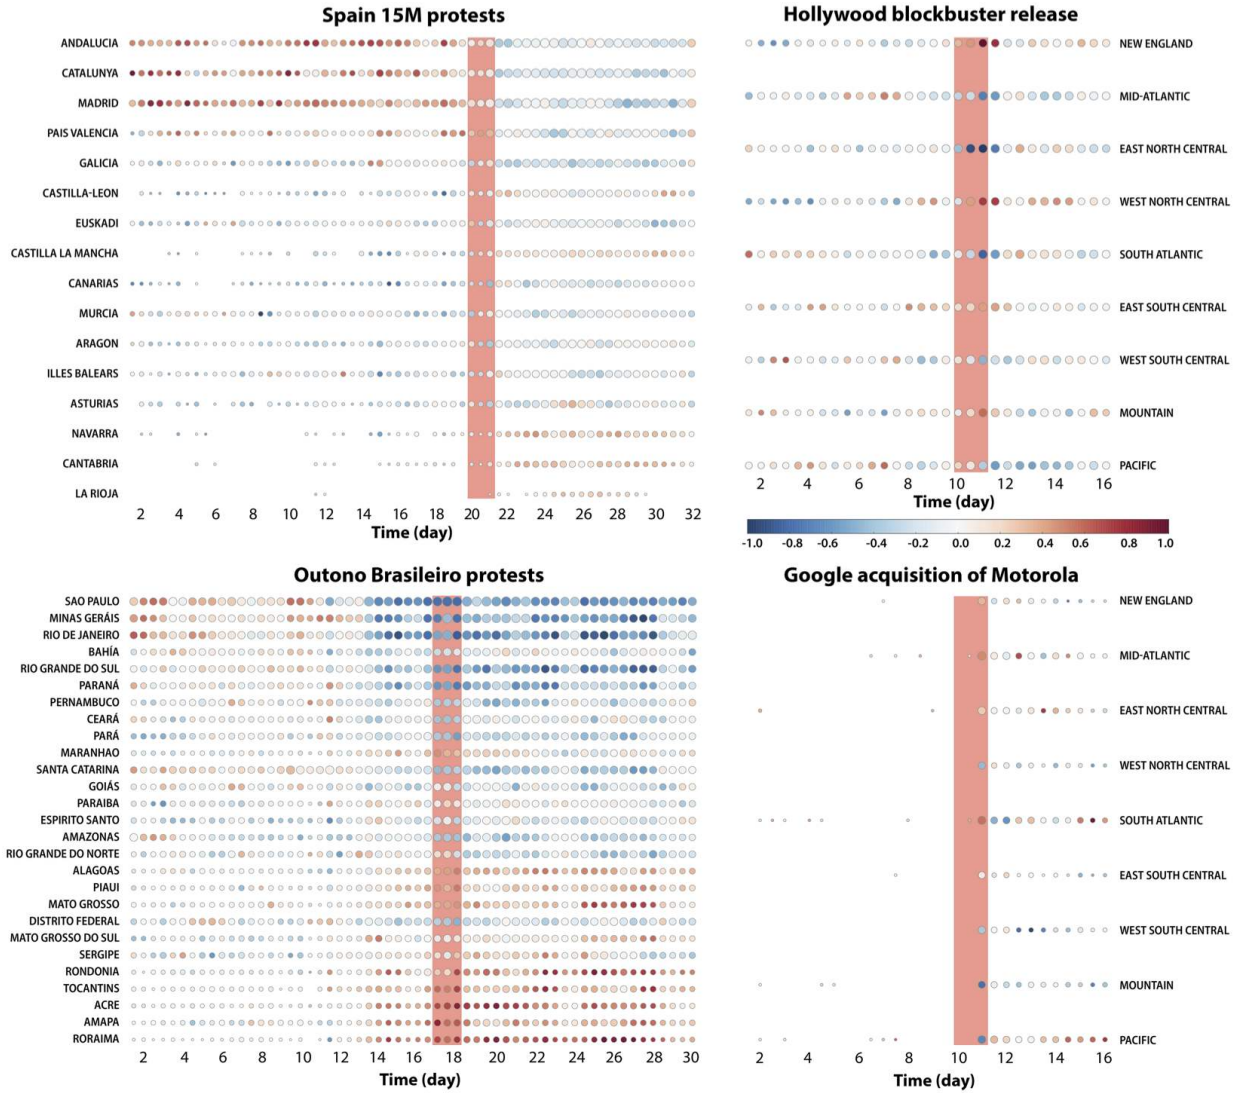 Spain 15M protests
ANDALUCIA
CATALUNYA
MADRID
PAIS VALENCIA
GALICIA
CASTILLA-LEON
EUSKADI
CASTILLA LA MANCHA
CANARIAS
MURCIA
ARAGON
ILLES BALEARS
ASTURIAS
NAVARRA
CANTABRIA
LA RIOJA
2 4 6 8 10 12 14 16 18 20 22 24 26 28 30 32
Time (day)
Hollywood blockbuster release
NEW ENGLAND
MID-ATLANTIC
EAST NORTH CENTRAL
WEST NORTH CENTRAL
SOUTH ATLANTIC
EAST SOUTH CENTRAL
WEST SOUTH CENTRAL
MOUNTAIN
PACIFIC
2 4 6 8 10 12 14 16
Time (day)
-1.0 -0.8 -0.6 -0.4 -0.2 0.0 0.2 0.4 0.6 0.8 1.0
Outono Brasileiro protests
SAO PAULO
MINAS GERÁIS
RIO DE JANEIRO
BAHÍA
RIO GRANDE DO SUL
PARANÁ
PERNAMBUCO
CEARÁ
PARÁ
MARANHAO
SANTA CATARINA
GOIÁS
PARAIBA
ESPIRITO SANTO
AMAZONAS
RIO GRANDE DO NORTE
ALAGOAS
PIAUI
MATO GROSSO
DISTRITO FEDERAL
MATO GROSSO DO SUL
SERGIPE
RONDONIA
TOCANTINS
ACRE
AMAPA
RORAIMA
2 4 6 8 10 12 14 16 18 20 22 24 26 28 30
Time (day)
Google acquisition of Motorola
NEW ENGLAND
MID-ATLANTIC
EAST NORTH CENTRAL
WEST NORTH CENTRAL
SOUTH ATLANTIC
EAST SOUTH CENTRAL
WEST SOUTH CENTRAL
MOUNTAIN
PACIFIC
2 4 6 8 10 12 14 16
Time (day)